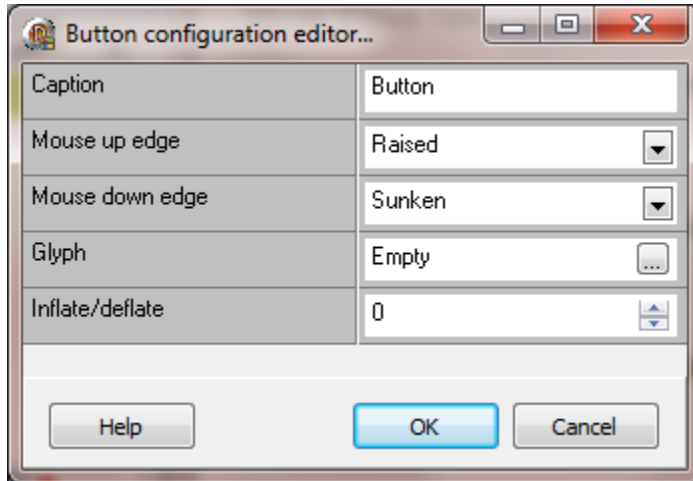 Button configuration editor...
Caption Button
Mouse up edge Raised
Mouse down edge Sunken
Glyph Empty ...
Inflate/deflate 0
Help OK Cancel